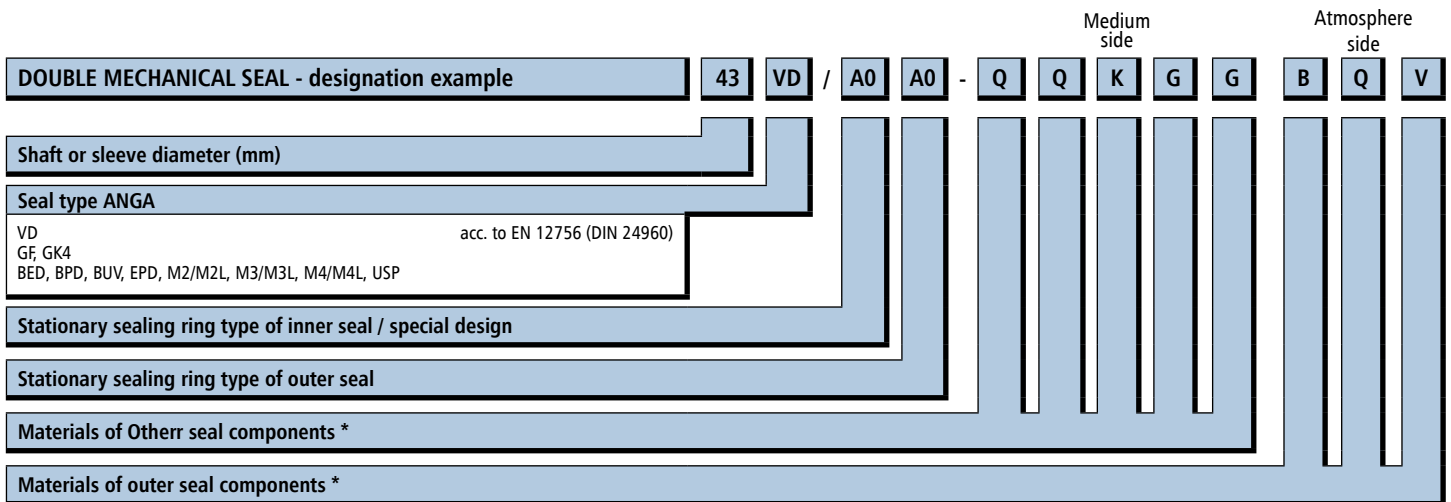 Medium
side
Atmosphere
side
DOUBLE MECHANICAL SEAL - designation example 43 VD / A0 A0 - Q Q K G G B Q V
Shaft or sleeve diameter (mm)
Seal type ANGA
VD acc. to EN 12756 (DIN 24960)
GF, GK4
BED, BPD, BUV, EPD, M2/M2L, M3/M3L, M4/M4L, USP
Stationary sealing ring type of inner seal / special design
Stationary sealing ring type of outer seal
Materials of Otherr seal components *
Materials of outer seal components *